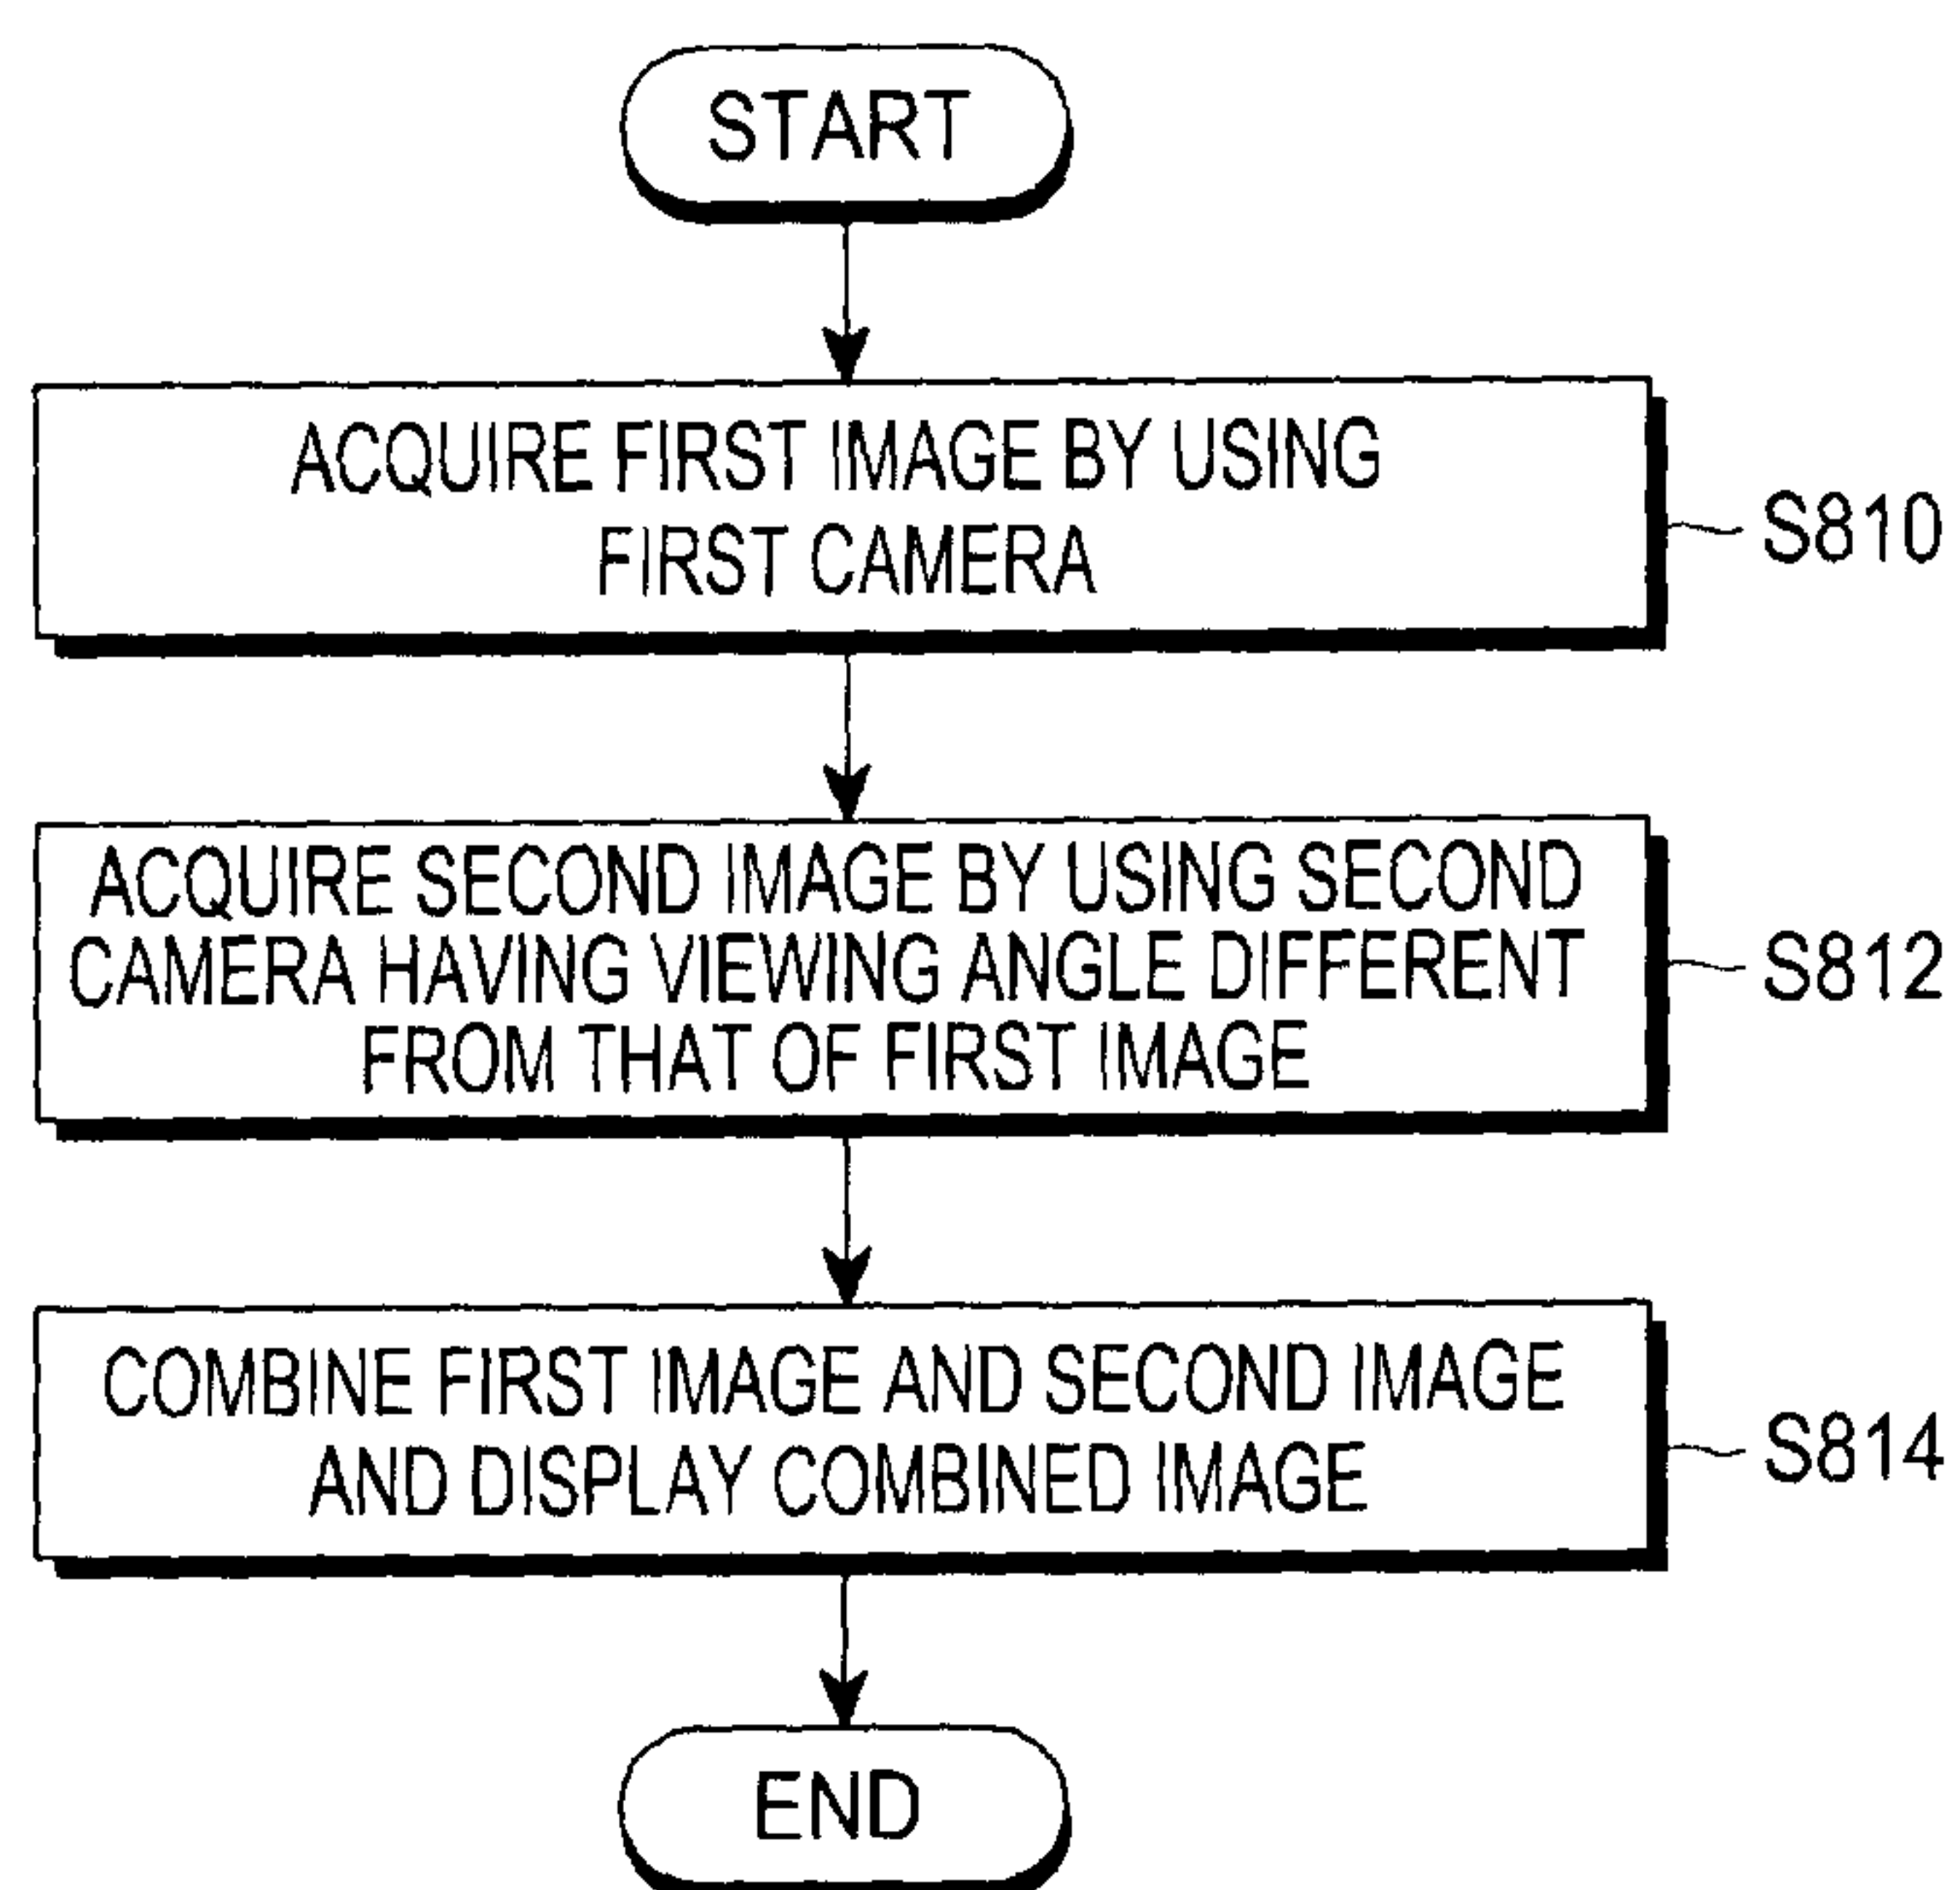 START
ACQUIRE FIRST IMAGE BY USING
FIRST CAMERA
S810
ACQUIRE SECOND IMAGE BY USING SECOND
CAMERA HAVING VIEWING ANGLE DIFFERENT
FROM THAT OF FIRST IMAGE
S812
COMBINE FIRST IMAGE AND SECOND IMAGE
AND DISPLAY COMBINED IMAGE
S814
END